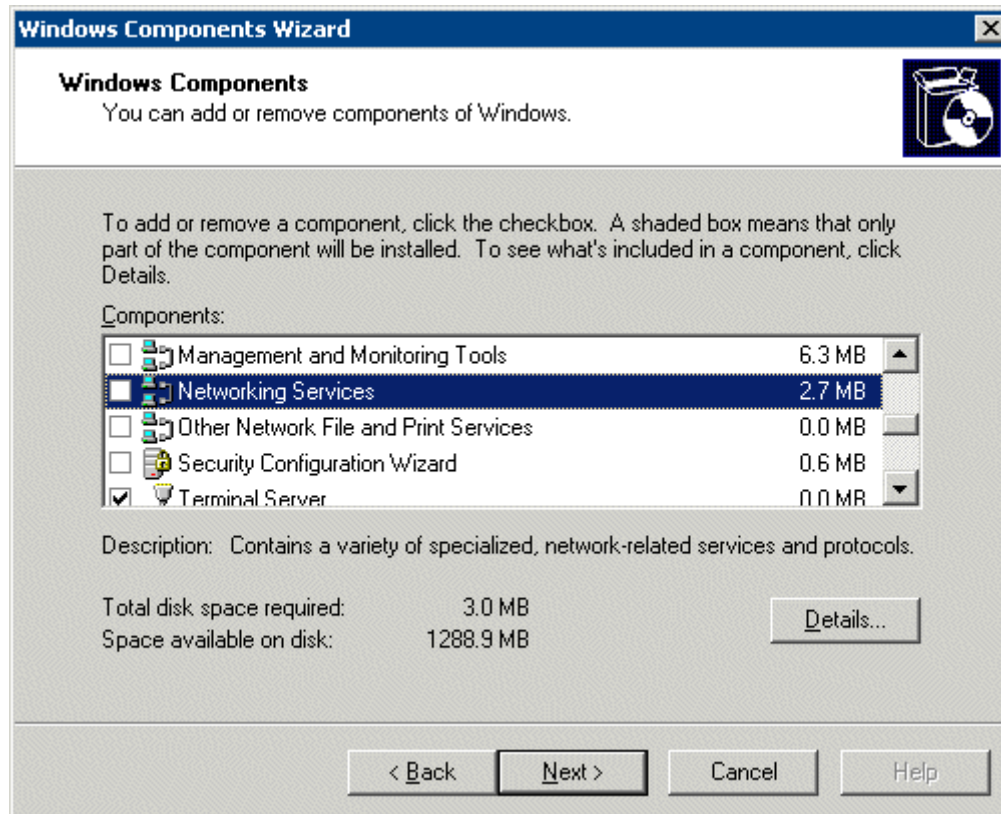 Windows Components Wizard
Windows Components
You can add or remove components of Windows.
To add or remove a component, click the checkbox. A shaded box means that only
part of the component will be installed. To see what's included in a component, click
Details.
Components:
Management and Monitoring Tools 6.3 MB
Networking Services 2.7 MB
Other Network File and Print Services 0.0 MB
Security Configuration Wizard 0.6 MB
Terminal Server 0.0 MB
Description: Contains a variety of specialized, network-related services and protocols.
Total disk space required: 3.0 MB
Space available on disk: 1288.9 MB
Details...
< Back Next > Cancel Help